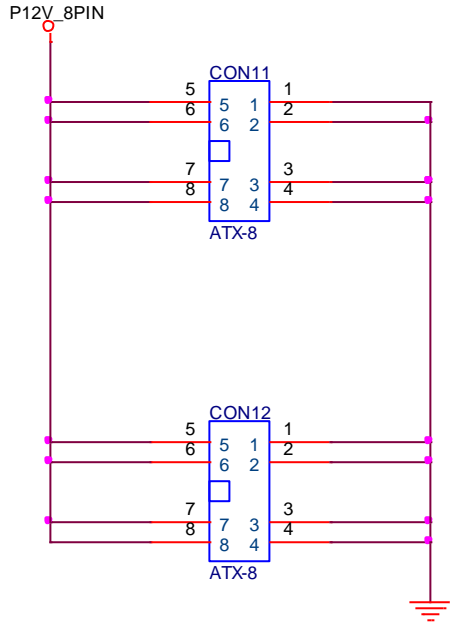 P12V_8PIN
CON11
5 5 1 1
6 6 2 2
7 7 3 3
8 8 4 4
ATX-8
CON12
5 5 1 1
6 6 2 2
7 7 3 3
8 8 4 4
ATX-8